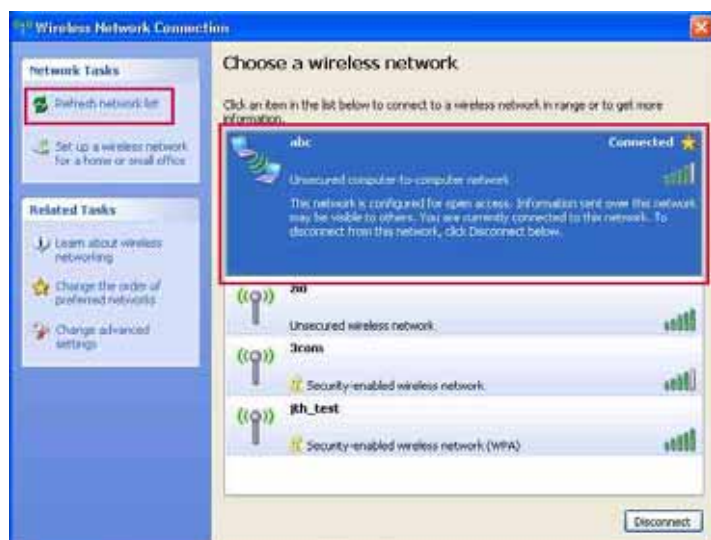 Wireless Network Connection
Network Tasks
Refresh network list
Set up a wireless network
for a home or small office
Related Tasks
Learn about wireless
networking
Change the order of
preferred networks
Change advanced
settings
Choose a wireless network
Click an item in the list below to connect to a wireless network in range or to get more
information.
abc
Connected
Unsecured computer-to-computer network
This network is configured for open access. Information sent over this network
may be visible to others. You are currently connected to this network. To
disconnect from this network, click Disconnect below.
Unsecured wireless network
3com
Security-enabled wireless network
jth_test
Security-enabled wireless network (WPA)
Disconnect